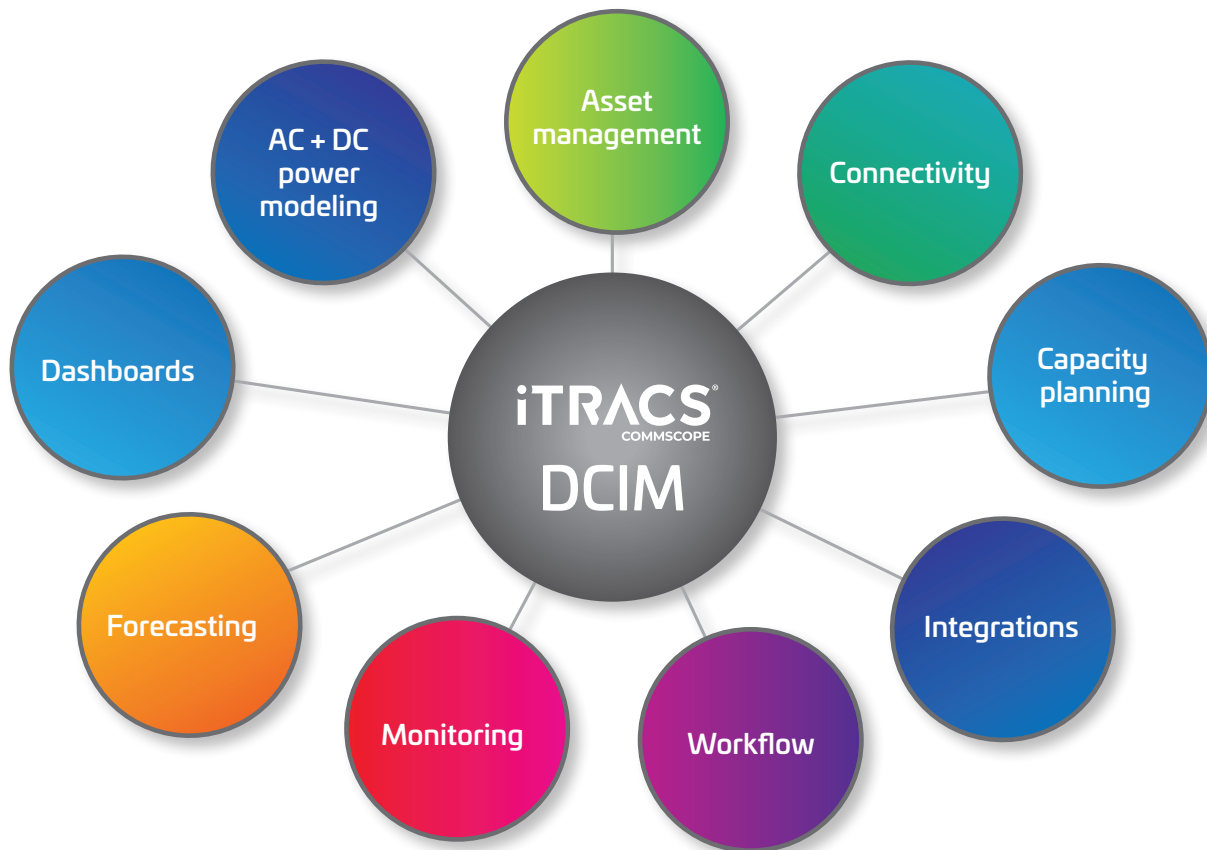 Asset
management
AC + DC
power
modeling
Connectivity
Dashboards
Capacity
planning
iTRACS®
COMMSCOPE
DCIM
Forecasting
Integrations
Monitoring
Workflow